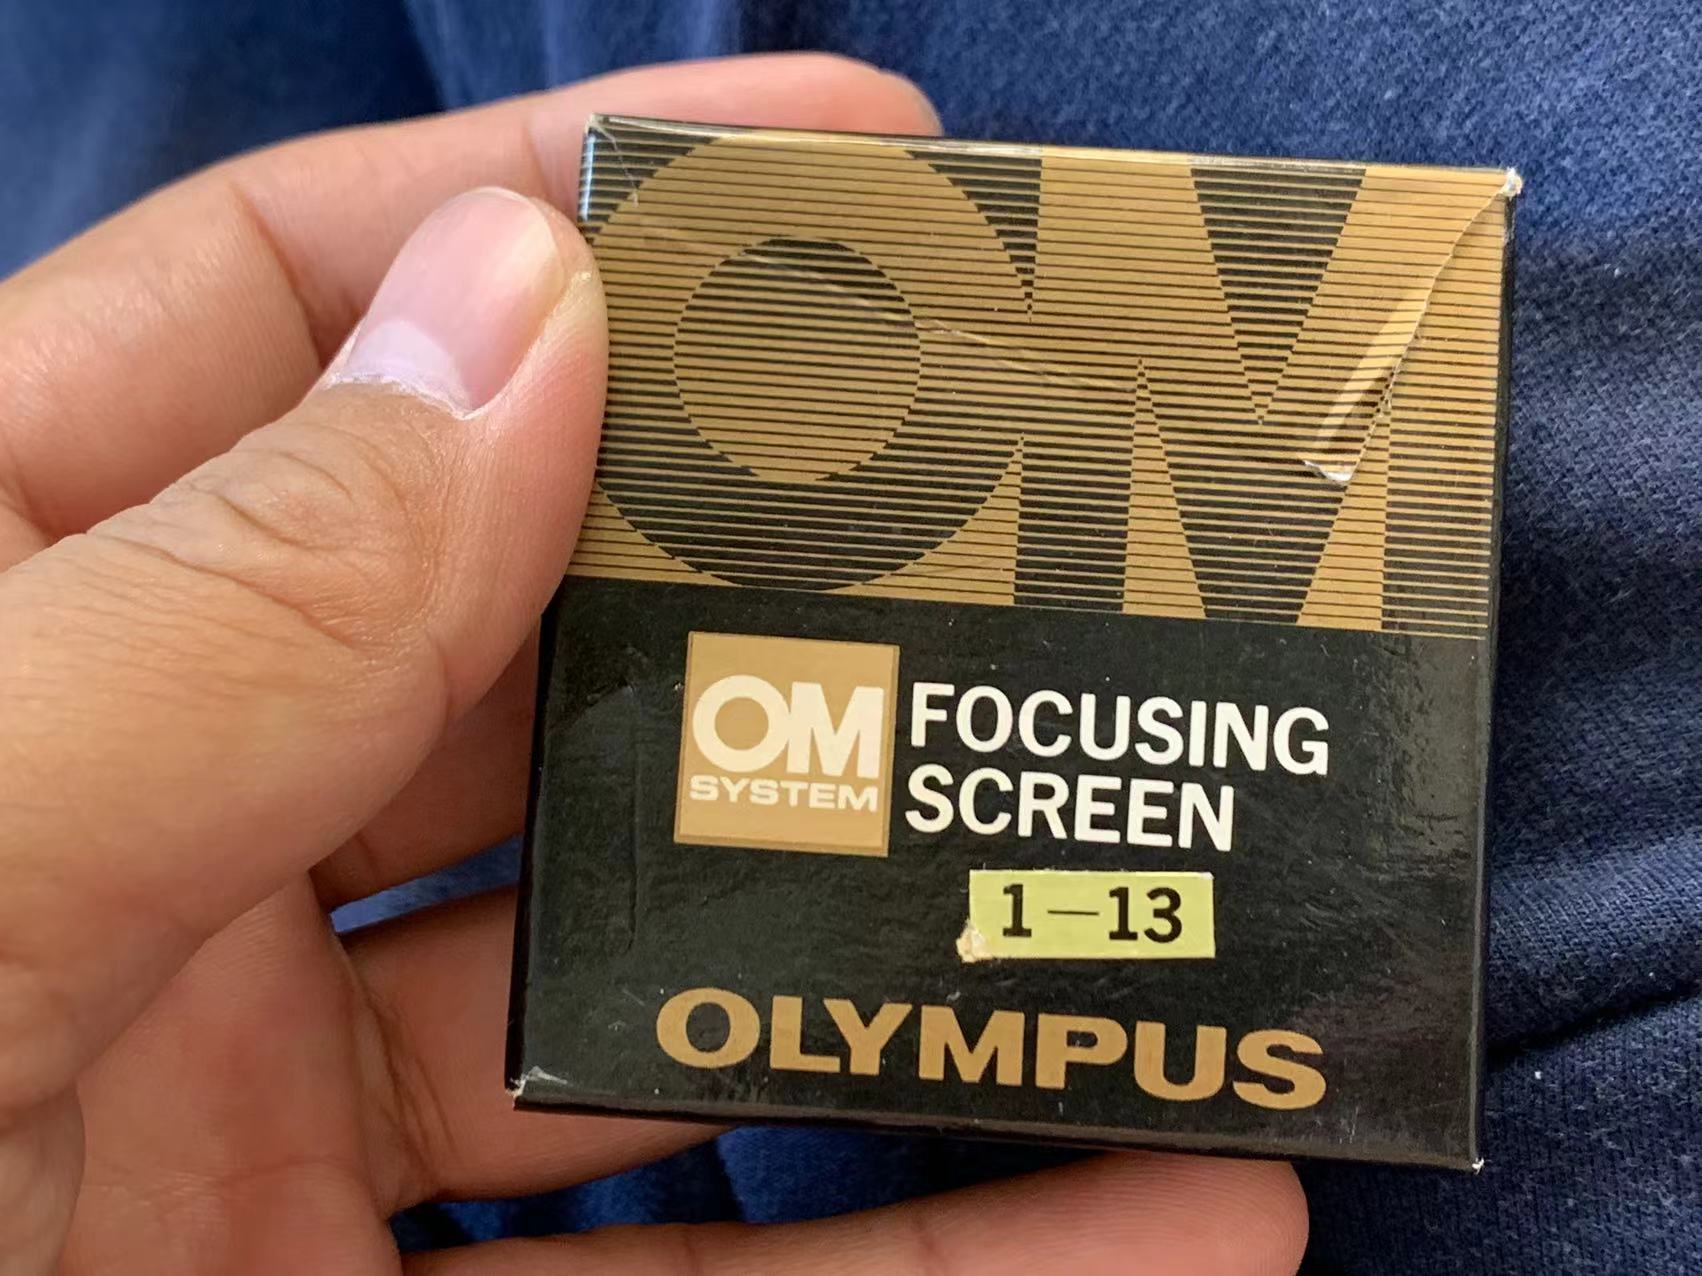 OM
OM
SYSTEM
FOCUSING
SCREEN
1-13
OLYMPUS